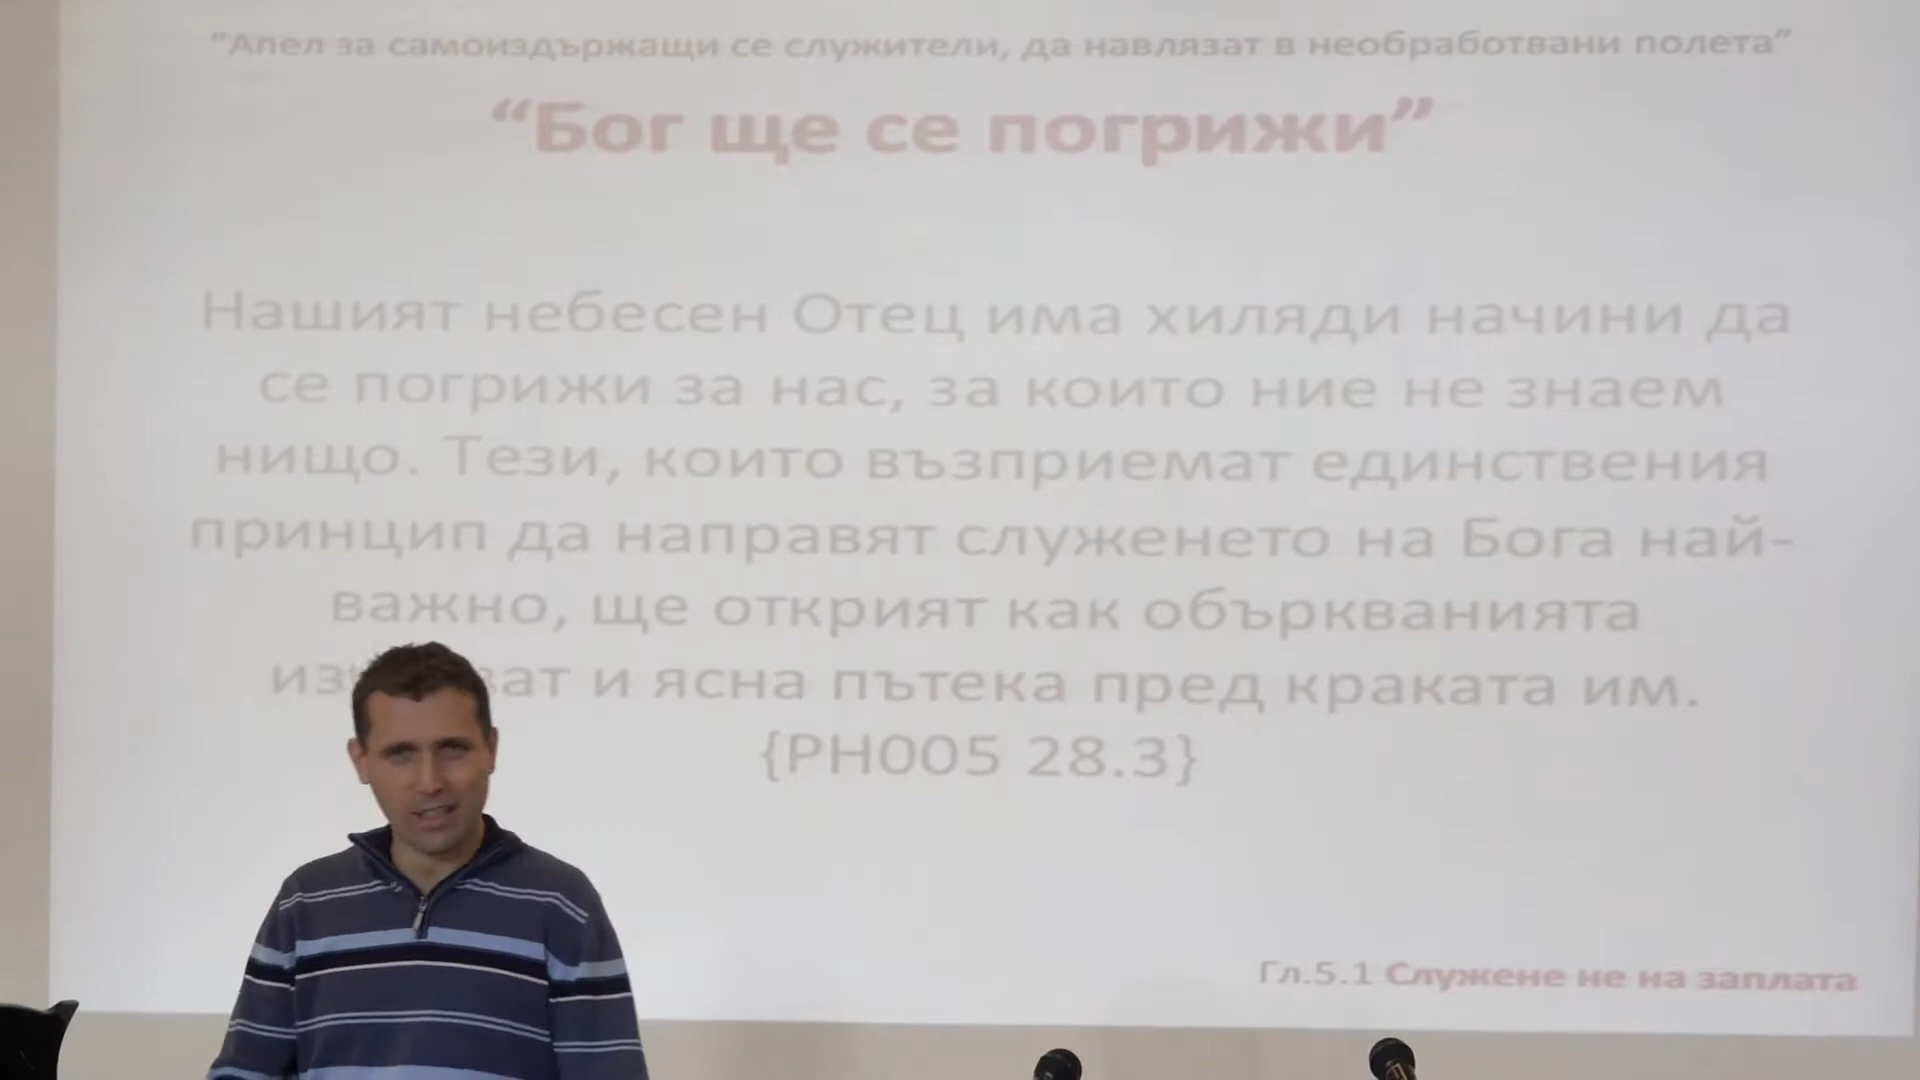 "Апел за самоиздържащи се служители, да навлязат в необработвани полета"
“Бог ще се погрижи”
Нашият небесен Отец има хиляди начини да
се погрижи за нас, за които ние не знаем
нищо. Тези, които възприемат единствения
принцип да направят служенето на Бога най-
важно, ще открият как обърканията
и ясна пътека пред краката им.
{PH005 28.3}
Гл.5.1 Служене не на заплата